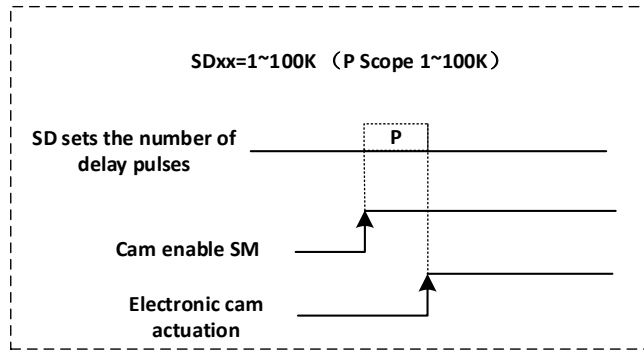 SDxx=1~100K （P Scope 1~100K）
P
SD sets the number of
delay pulses
Cam enable SM
Electronic cam
actuation